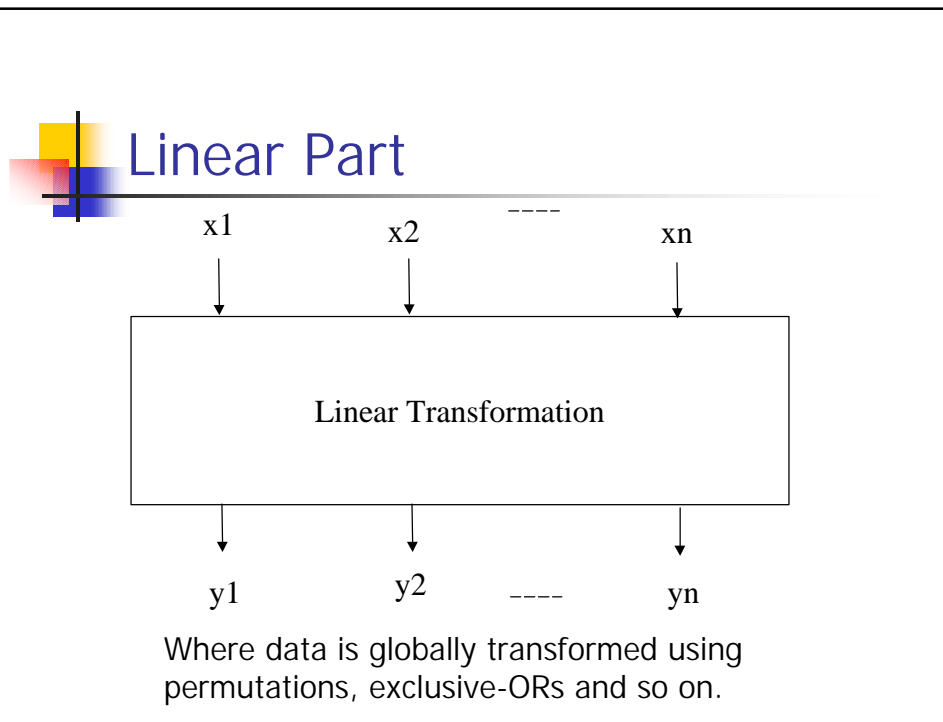 Linear Part
x1 x2 ---- xn
Linear Transformation
y1 y2 ---- yn
Where data is globally transformed using
permutations, exclusive-ORs and so on.